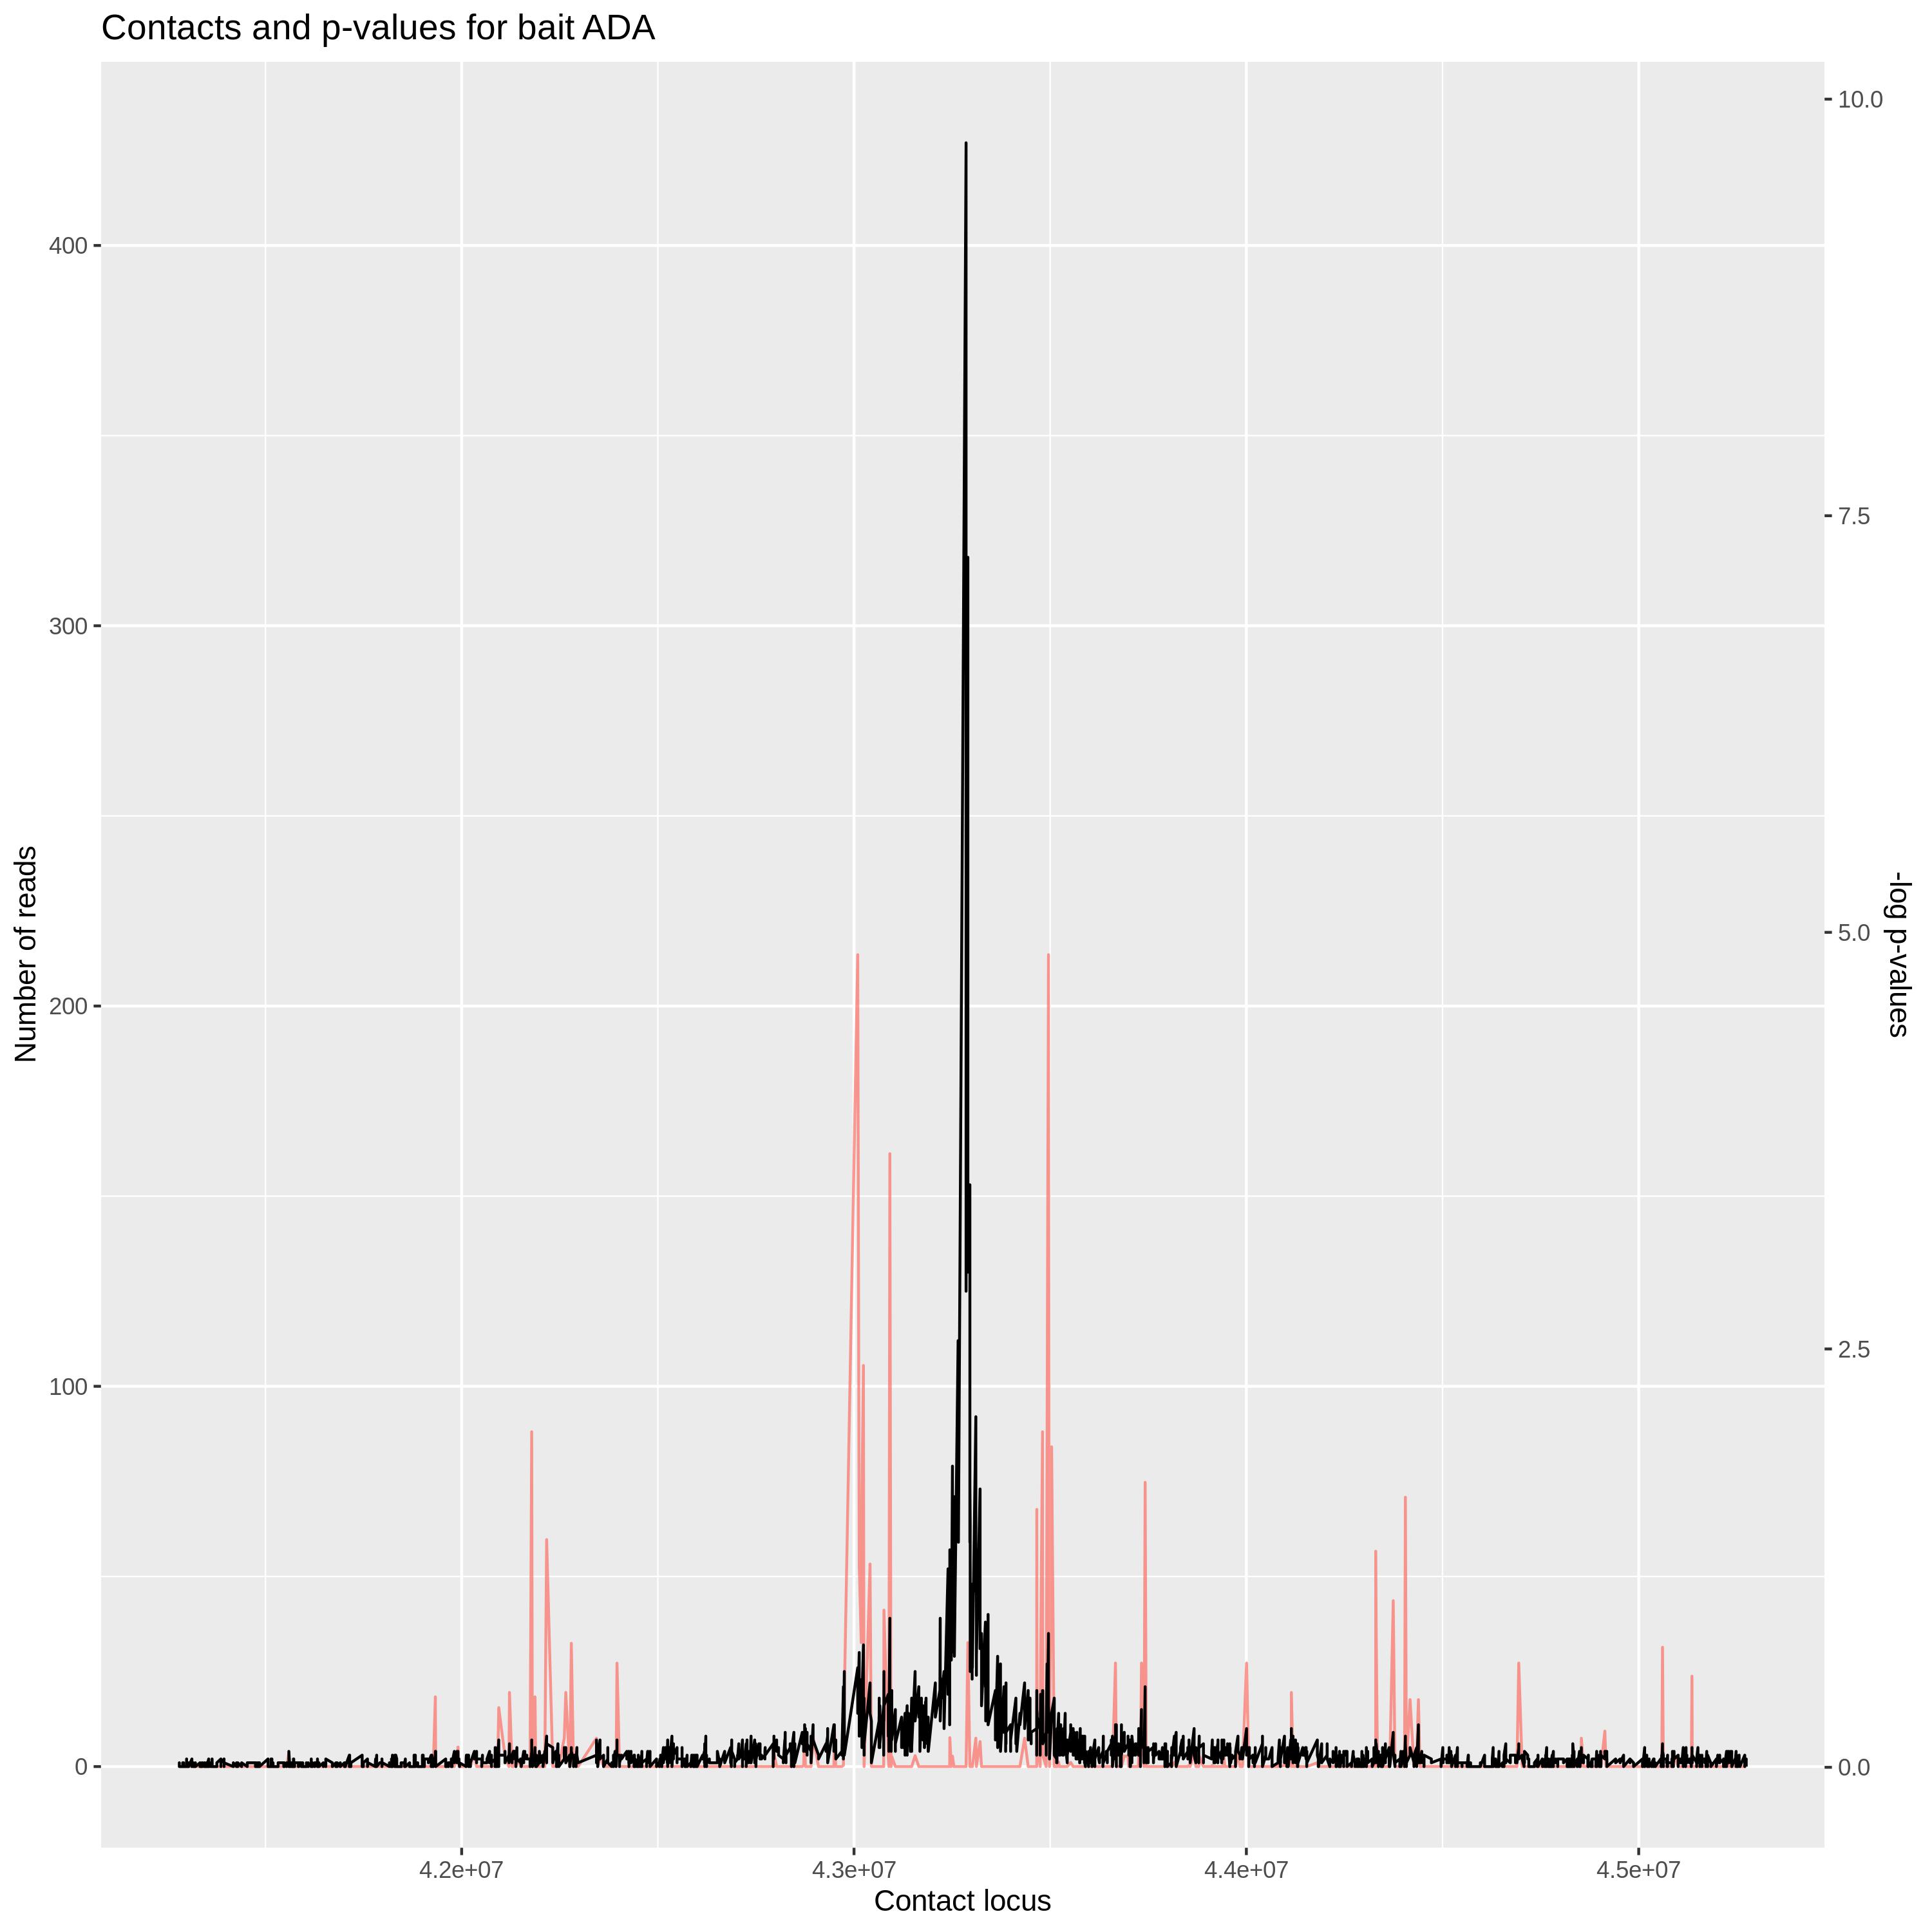 Contacts and p-values for bait ADA
400
300
200
100
0
Number of reads
10.0
7.5
5.0
2.5
0.0
-log p-values
4.2e+07
4.3e+07
4.4e+07
4.5e+07
Contact locus